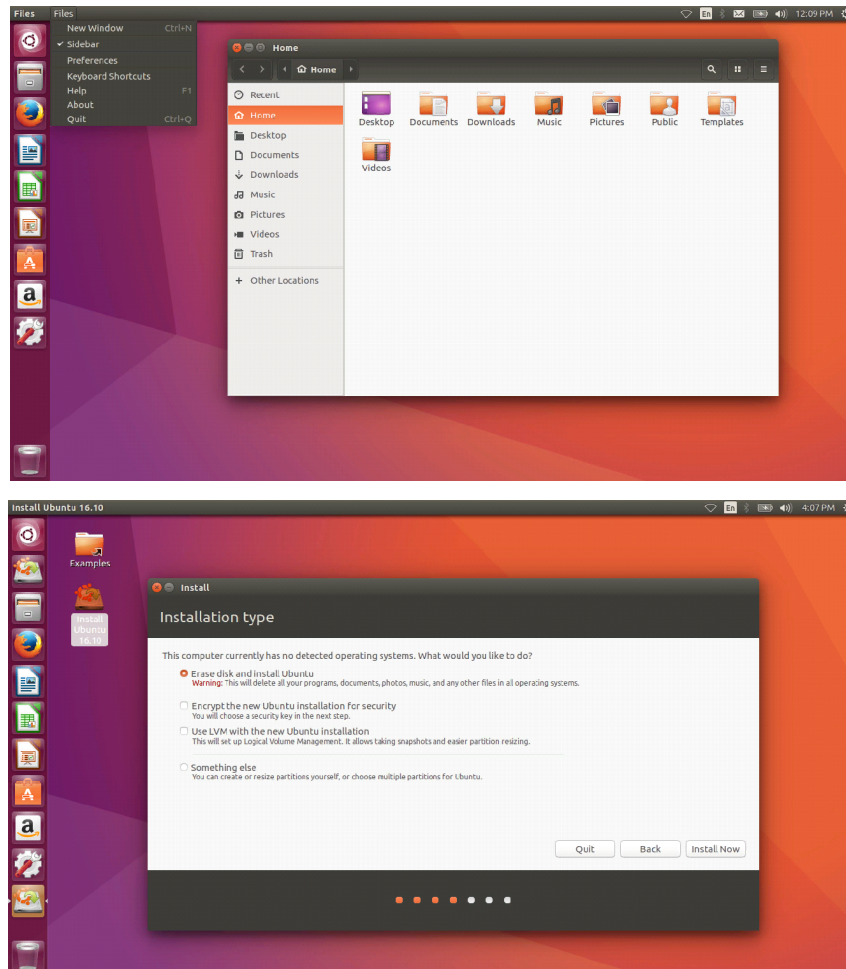 Files Files En 12:09 PM
New Window Ctrl+N
Sidebar
Preferences
Keyboard Shortcuts
Help F1
About
Quit Ctrl+Q
Home
Home
Recent
Home
Desktop
Documents
Downloads
Music
Pictures
Videos
Trash
Other Locations
Desktop Documents Downloads Music Pictures Public Templates
Videos
a
Install Ubuntu 16.10 En 4:07 PM
Examples
Install
Ubuntu
16.10
Install
Installation type
This computer currently has no detected operating systems. What would you like to do?
Erase disk and install Ubuntu
Warning: This will delete all your programs, documents, photos, music, and any other files in all operating systems.
Encrypt the new Ubuntu installation for security
You will choose a security key in the next step.
Use LVM with the new Ubuntu installation
This will set up Logical Volume Management. It allows taking snapshots and easier partition resizing.
Something else
You can create or resize partitions yourself, or choose multiple partitions for Ubuntu.
Quit Back Install Now
a